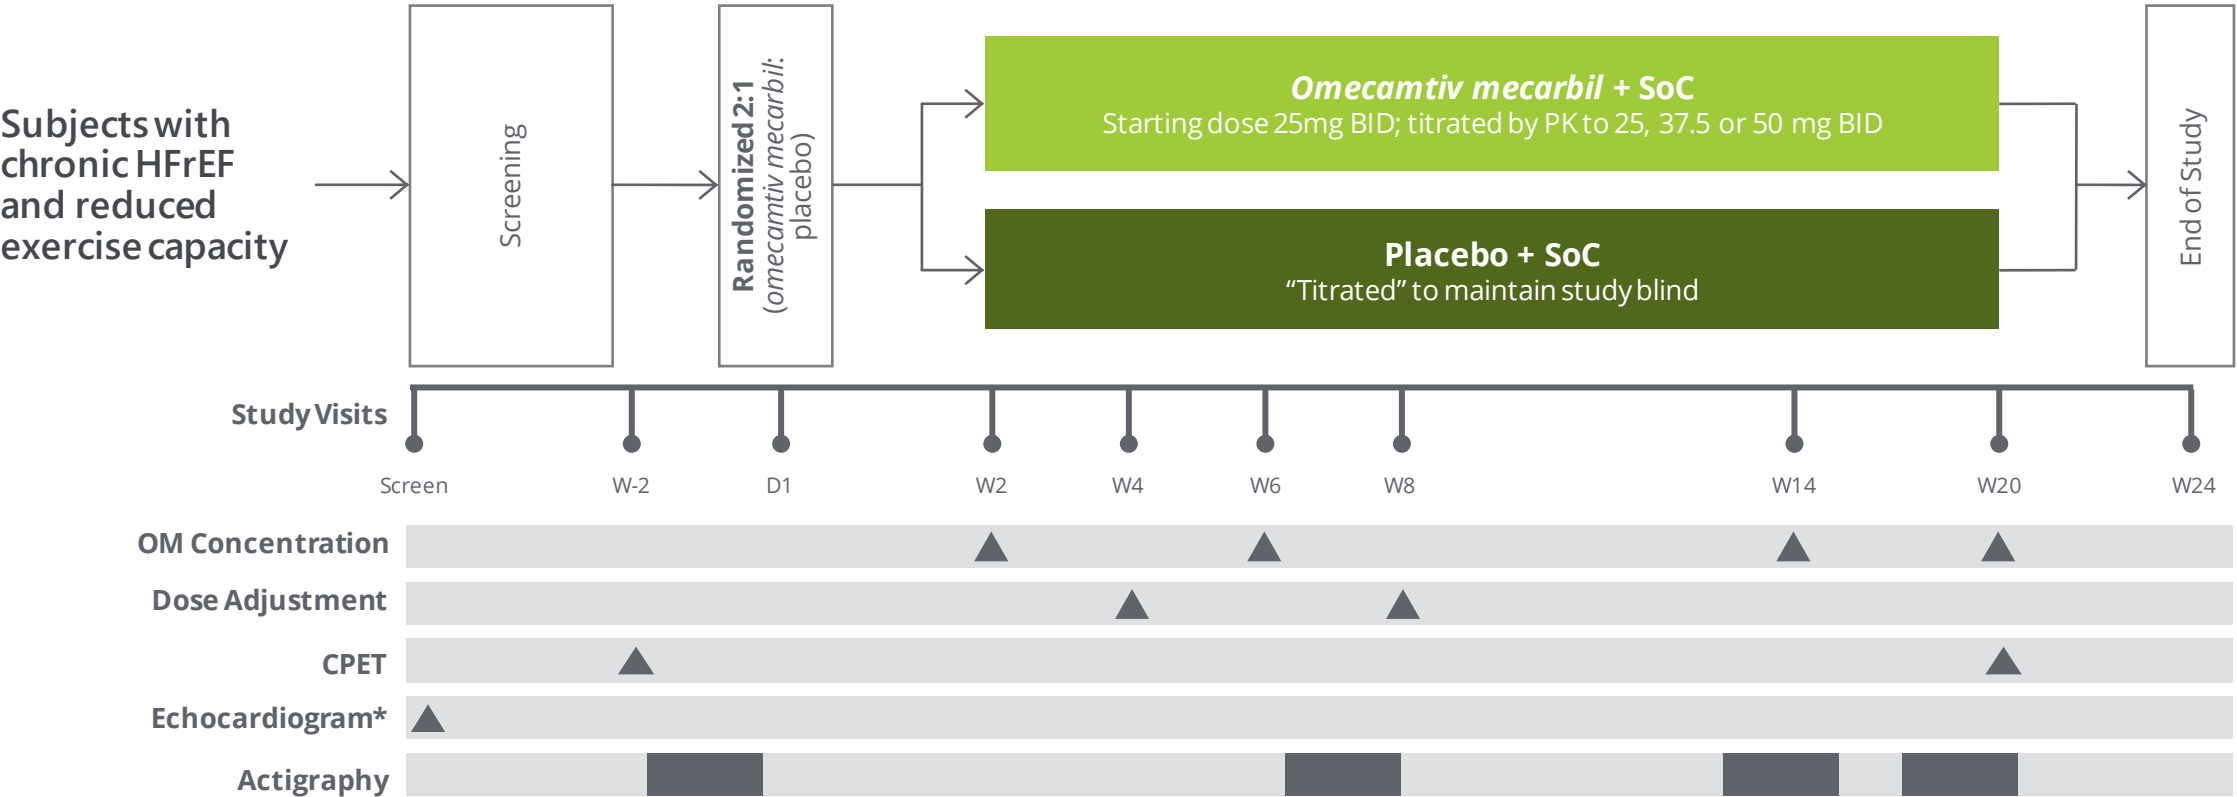 Subjects with
chronic HFrEF
and reduced
exercise capacity
Screening
Randomized 2:1
(omecamtiv mecarbil:
placebo)
Omecamtiv mecarbil + SoC
Starting dose 25mg BID; titrated by PK to 25, 37.5 or 50 mg BID
Placebo + SoC
“Titrated” to maintain study blind
End of Study
Study Visits
Screen W-2 D1 W2 W4 W6 W8 W14 W20 W24
OM Concentration
Dose Adjustment
CPET
Echocardiogram*
Actigraphy